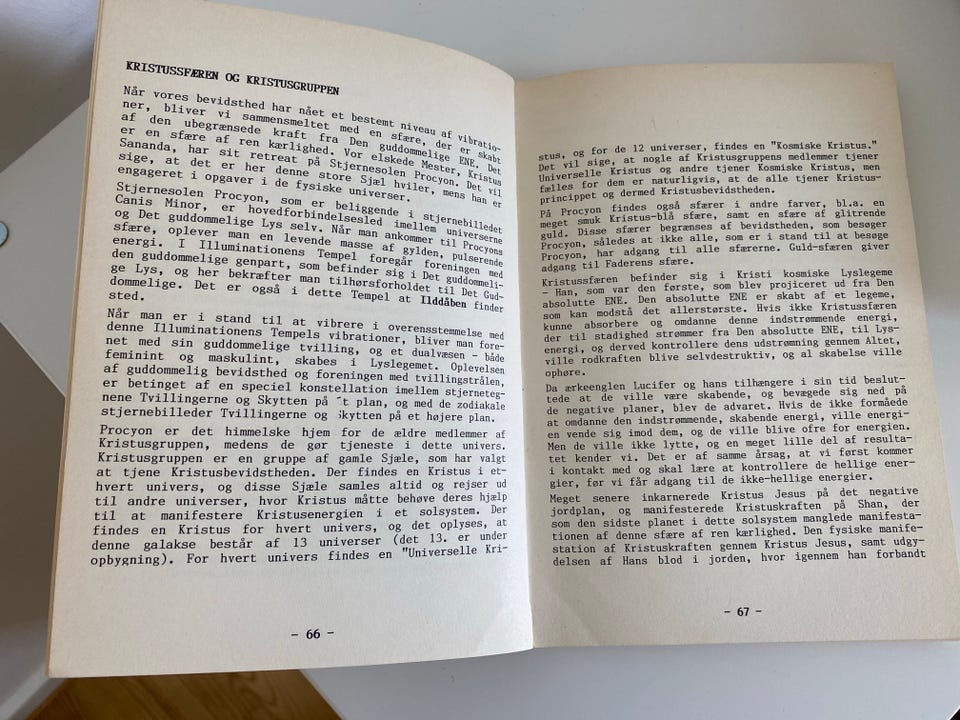 KRISTUSSFÆREN OG KRISTUSGRUPPEN
Når vores bevidsthed har nået et bestemt niveau af vibratio-
ner, bliver vi sammensmeltet med en sfære, der er skabt
af den ubegrænsede kraft fra Den guddommelige ENE. Det
er en sfære af ren kærlighed. Vor elskede Mester, Kristus
Sananda, har sit retreat på Stjernesolen Procyon. Det vil
sige, at det er her denne store Sjæl hviler, mens han er
engageret i opgaver i de fysiske universer.
Stjernesolen Procyon, som er beliggende i stjernebilledet
Canis Minor, er hovedforbindelsesled imellem universerne
og Det guddommelige Lys selv. Når man ankommer til Procyons
sfære, oplever man en levende masse af gylden, pulserende
energi. I Illuminationens Tempel foregår foreningen med
den guddommelige genpart, som befinder sig i Det guddommeli-
ge Lys, og her bekræfter man tilhørsforholdet til Det Gud-
dommelige. Det er også i dette Tempel at Ilddåben finder
sted.
Når man er i stand til at vibrere i overensstemmelse med
denne Illuminationens Tempels vibrationer, bliver man fore-
net med sin guddommelige tvilling, og et dualvæsen - både
feminint og maskulint, skabes i Lyslegemet. Oplevelsen
af guddommelig bevidsthed og foreningen med tvillingstrålen,
er betinget af en speciel konstellation imellem stjerneteg-
nene Tvillingerne og Skytten på ét plan, og med de zodiakale
stjernebilleder Tvillingerne og Skytten på et højere plan.
Procyon er det himmelske hjem for de ældre medlemmer af
Kristusgruppen, medens de gør tjeneste i dette univers.
Kristusgruppen er en gruppe af gamle Sjæle, som har valgt
at tjene Kristusbevidstheden. Der findes en Kristus i et-
hvert univers, og disse Sjæle samles altid og rejser ud
til andre universer, hvor Kristus måtte behøve deres hjælp
til at manifestere Kristusenergien i et solsystem. Der
findes en Kristus for hvert univers, og det oplyses, at
denne galakse består af 13 universer (det 13. er under
opbygning). For hvert univers findes en "Universelle Kri-
- 66 -
stus, og for de 12 universer, findes en "Kosmiske Kristus."
Det vil sige, at nogle af Kristusgruppens medlemmer tjener
Universelle Kristus og andre tjener Kosmiske Kristus, men
fælles for dem er naturligvis, at de alle tjener Kristus-
princippet og dermed Kristusbevidstheden.
På Procyon findes også sfærer i andre farver, bl.a. en
meget smuk Kristus-blå sfære, samt en sfære af glitrende
guld. Disse sfærer begrænses af bevidstheden, som besøger
Procyon, således at ikke alle, som er i stand til at besøge
Procyon, har adgang til alle sfærerne. Guld-sfæren giver
adgang til Faderens sfære.
Kristussfæren befinder sig i Kristi kosmiske Lyslegeme
- Han, som var den første, som blev projiceret ud fra Den
absolutte ENE. Den absolutte ENE er skabt af et legeme,
som kan modstå det allerstørste. Hvis ikke Kristussfæren
kunne absorbere og omdanne denne indstrømmende energi,
der til stadighed strømmer fra Den absolutte ENE, til Lys-
energi, og derved kontrollere dens udstrømning gennem Altet,
ville rodkraften blive selvdestruktiv, og al skabelse ville
ophøre.
Da ærkeenglen Lucifer og hans tilhængere i sin tid beslut-
tede at de ville være skabende, og bevægede sig ned på
de negative planer, blev de advaret. Hvis de ikke formåede
at omdanne den indstrømmende, skabende energi, ville energi-
en vende sig imod dem, og de ville blive ofre for energien.
Men de ville ikke lytte, og en meget lille del af resulta-
tet kender vi. Det er af samme årsag, at vi først kommer
i kontakt med og skal lære at kontrollere de hellige ener-
gier, før vi får adgang til de ikke-hellige energier.
Meget senere inkarnerede Kristus Jesus på det negative
jordplan, og manifesterede Kristuskraften på Shan, der
som den sidste planet i dette solsystem manglede manifesta-
tionen af denne sfære af ren kærlighed. Den fysiske manife-
station af Kristuskraften gennem Kristus Jesus, samt udgy-
delsen af Hans blod i jorden, hvor igennem han forbandt
- 67 -